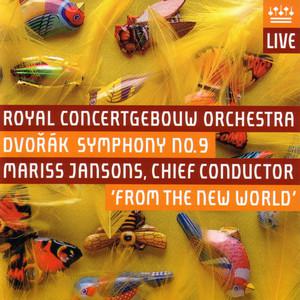 LIVE
ROYAL CONCERTGEBOUW ORCHESTRA
DVOŘÁK SYMPHONY NO.9
MARISS JANSONS, CHIEF CONDUCTOR
'FROM THE NEW WORLD'